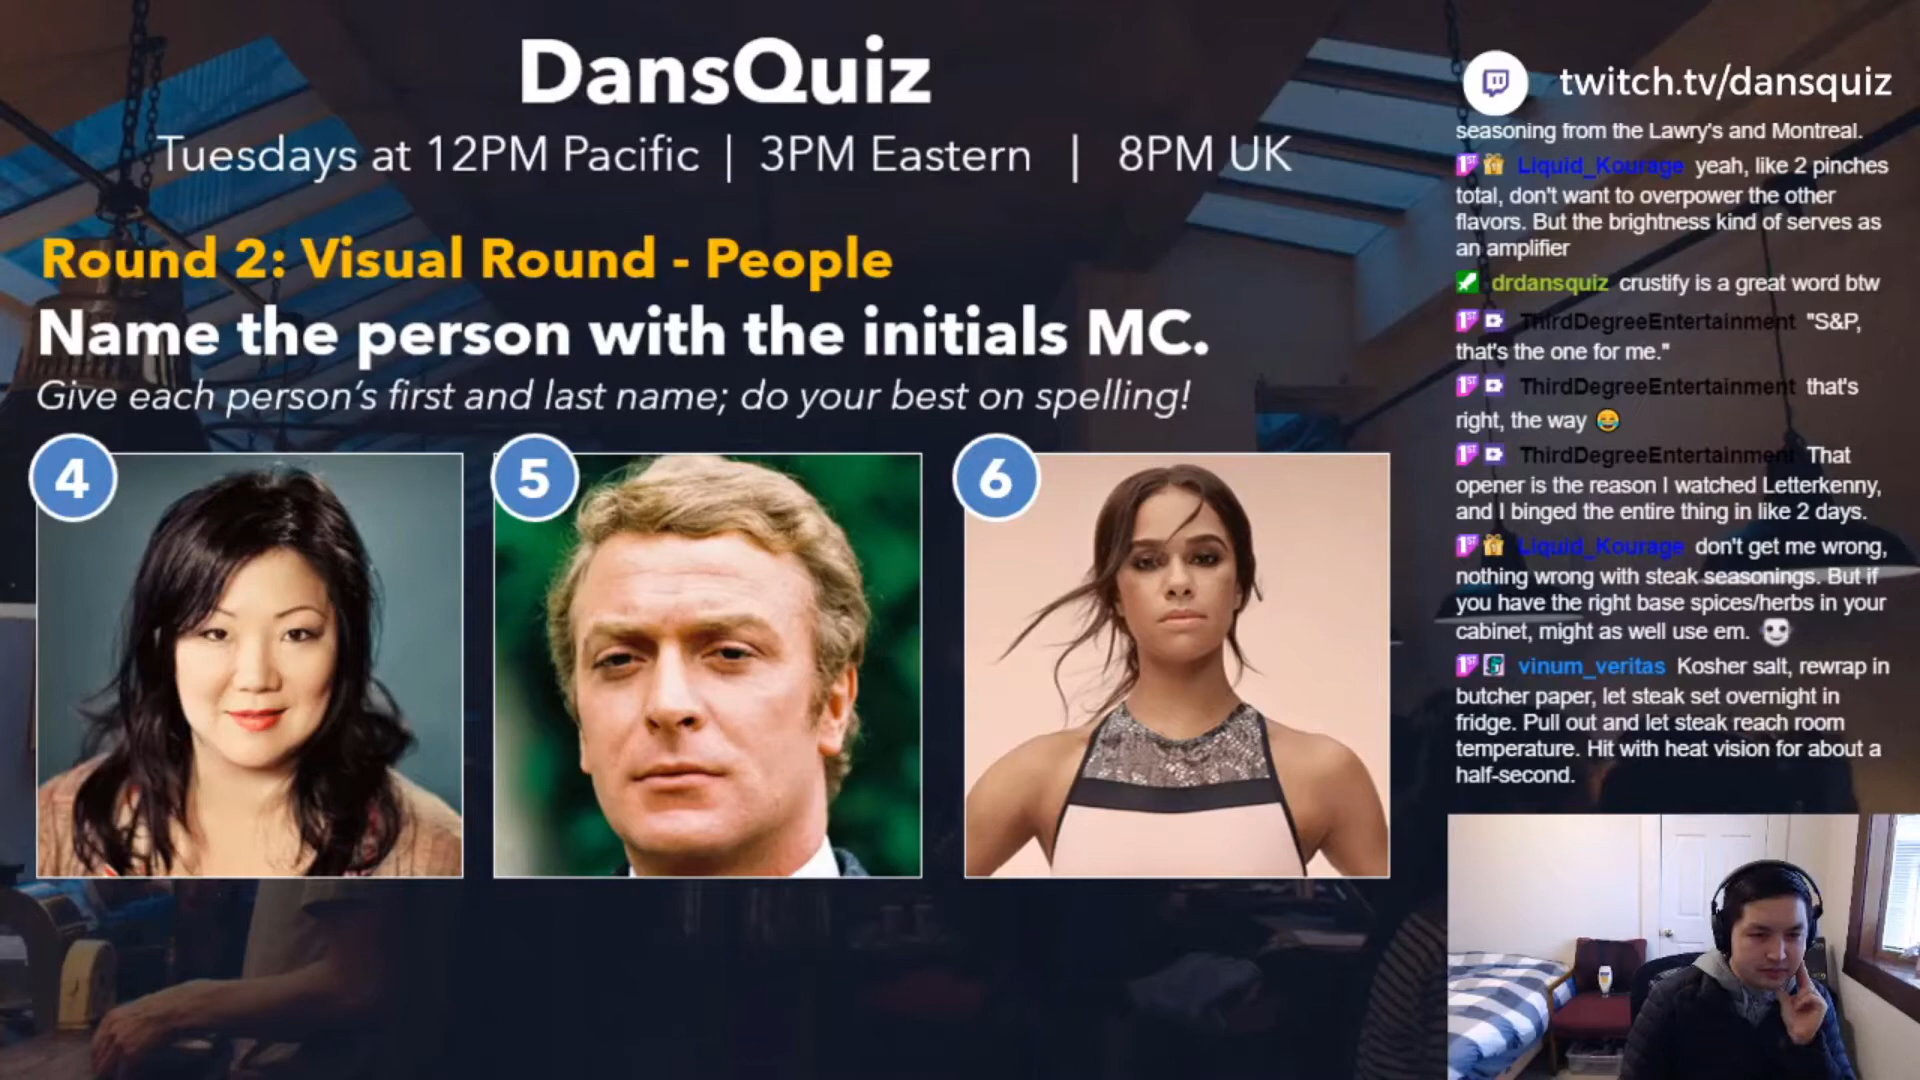 DansQuiz
Tuesdays at 12PM Pacific | 3PM Eastern | 8PM UK
Round 2: Visual Round - People
Name the person with the initials MC.
Give each person's first and last name; do your best on spelling!
4
5
6
twitch.tv/dansquiz
seasoning from the Lawry's and Montreal.
1ST Liquid_Kourage yeah, like 2 pinches
total, don't want to overpower the other
flavors. But the brightness kind of serves as
an amplifier
drdansquiz crustify is a great word btw
1ST ThirdDegreeEntertainment "S&P,
that's the one for me."
1ST ThirdDegreeEntertainment that's
right, the way
1ST ThirdDegreeEntertainment That
opener is the reason I watched Letterkenny,
and I binged the entire thing in like 2 days.
1ST Liquid_Kourage don't get me wrong,
nothing wrong with steak seasonings. But if
you have the right base spices/herbs in your
cabinet, might as well use em.
1ST vinum_veritas Kosher salt, rewrap in
butcher paper, let steak set overnight in
fridge. Pull out and let steak reach room
temperature. Hit with heat vision for about a
half-second.